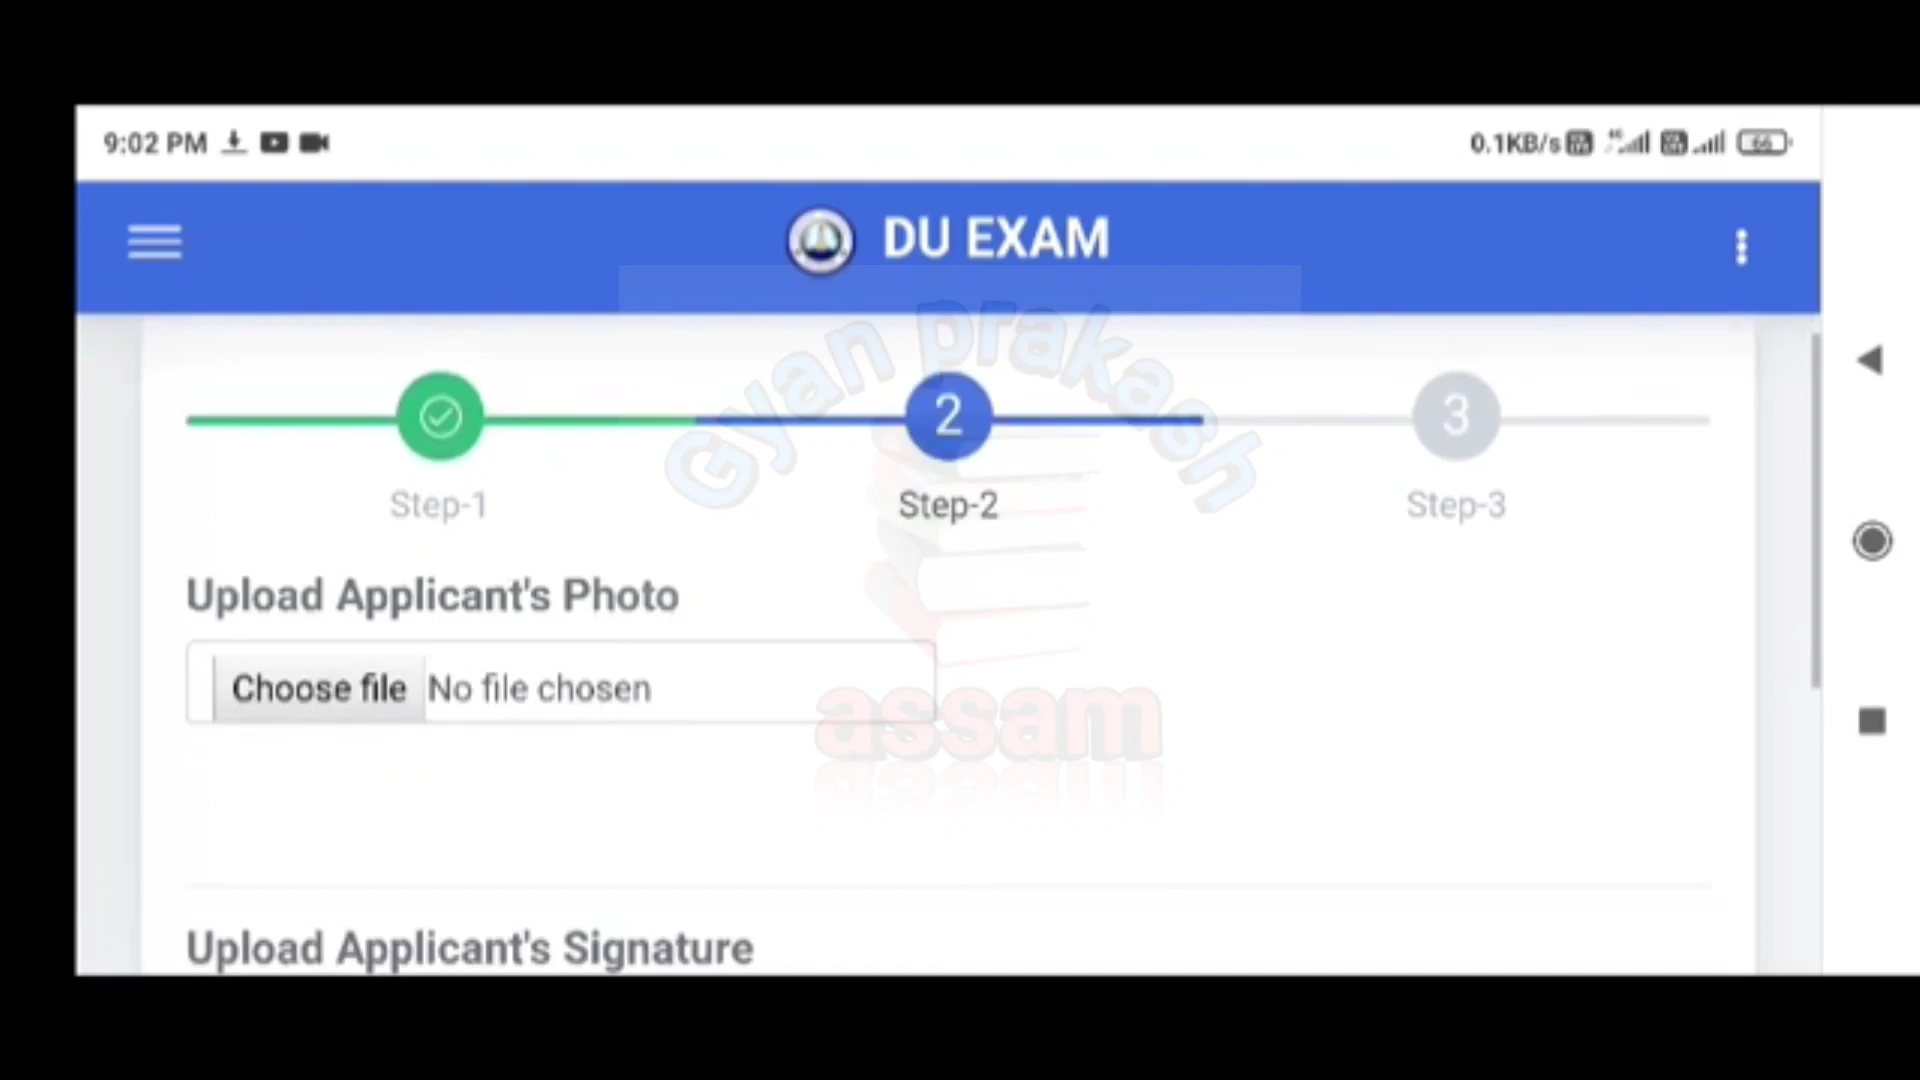 9:02 PM
0.1KB/s
66
DU EXAM
Gyan prakash
2
3
Step-1
Step-2
Step-3
Upload Applicant's Photo
Choose file No file chosen
assam
Upload Applicant's Signature